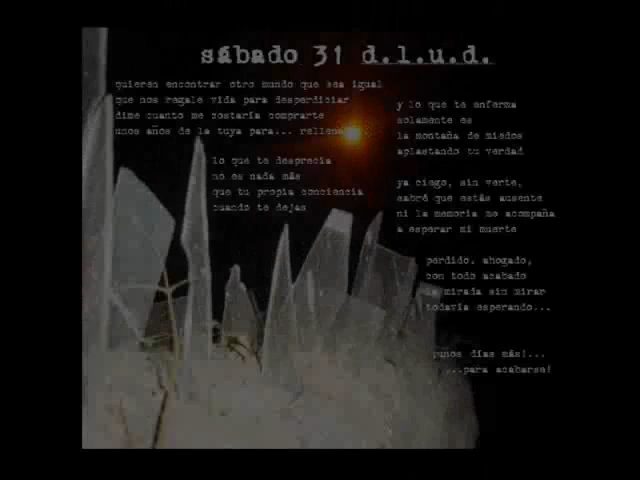 sábado 31 d.l.u.d.
quieren encontrar otro mundo que sea igual
que nos regale vida para desperdiciar
dime cuanto me costaría comprarte
unos años de la tuya para... rellena
lo que te desprecia
no es nada más
que tu propia conciencia
cuando te dejas
y lo que te enferma
solamente es
la montaña de miedos
aplastando tu verdad
ya ciego, sin verte,
sabré que estás ausente
ni la memoria me acompaña
a esperar mi muerte
perdido, ahogado,
con todo acabado
la mirada sin mirar
todavía esperando...
¡unos días más!...
...para acabarse!